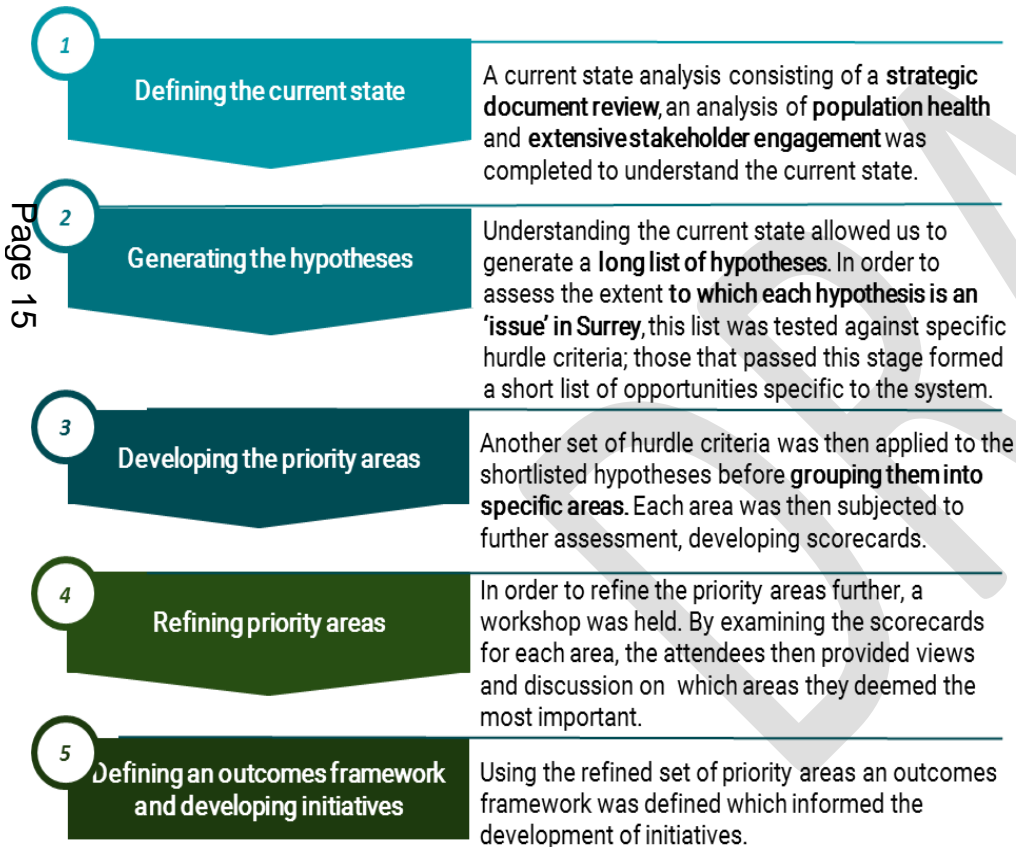 1
Defining the current state
A current state analysis consisting of a strategic
document review, an analysis of population health
and extensive stakeholder engagement was
completed to understand the current state.
Page 15
2
Generating the hypotheses
Understanding the current state allowed us to
generate a long list of hypotheses. In order to
assess the extent to which each hypothesis is an
‘issue’ in Surrey, this list was tested against specific
hurdle criteria; those that passed this stage formed
a short list of opportunities specific to the system.
3
Developing the priority areas
Another set of hurdle criteria was then applied to the
shortlisted hypotheses before grouping them into
specific areas. Each area was then subjected to
further assessment, developing scorecards.
4
Refining priority areas
In order to refine the priority areas further, a
workshop was held. By examining the scorecards
for each area, the attendees then provided views
and discussion on which areas they deemed the
most important.
5
Defining an outcomes framework
and developing initiatives
Using the refined set of priority areas an outcomes
framework was defined which informed the
development of initiatives.